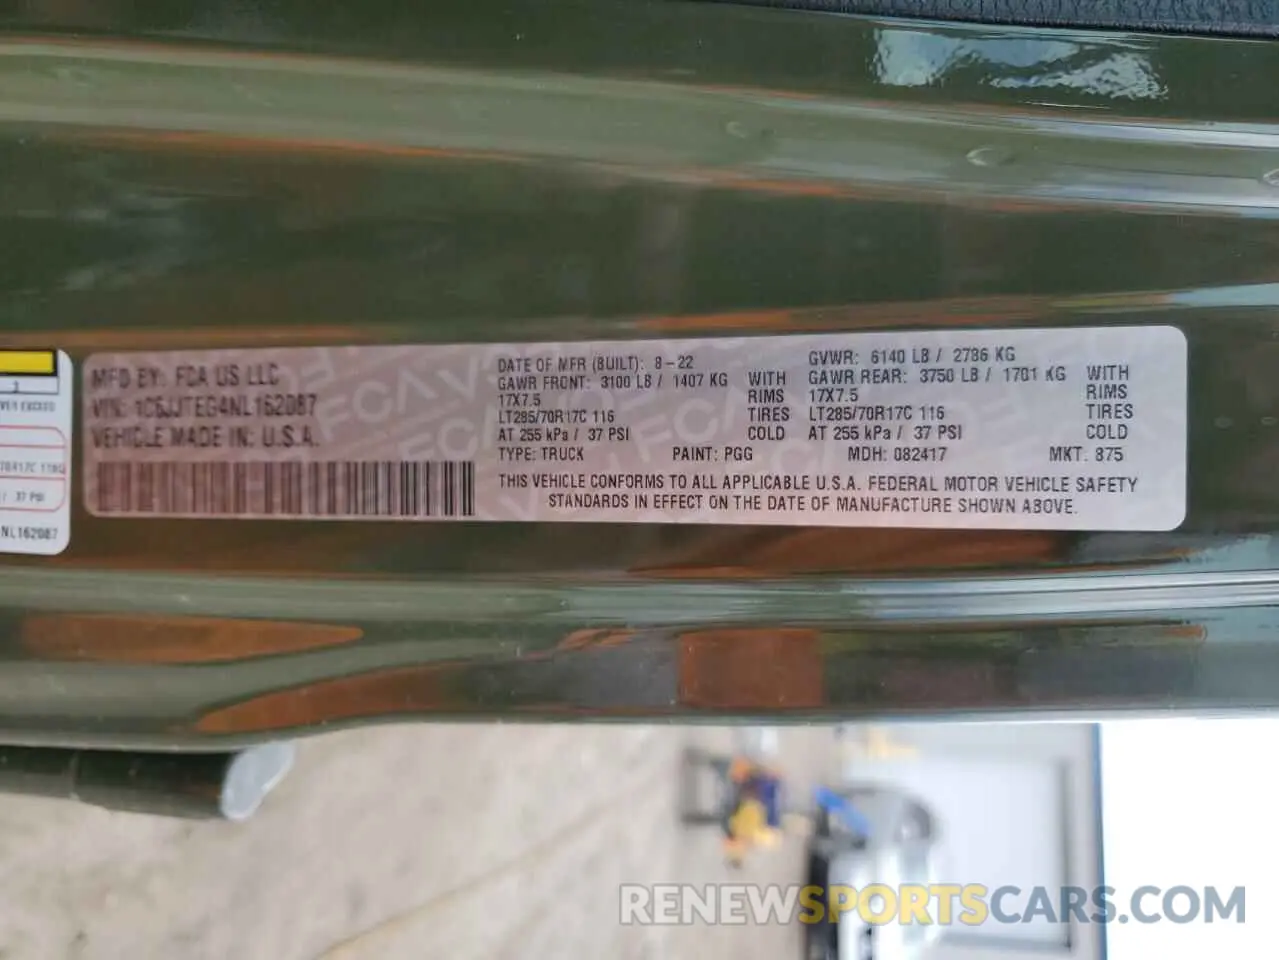 MFD BY: FCA US LLC
VIN: 1C6JJTEG4NL162087
VEHICLE MADE IN: U.S.A.
DATE OF MFR (BUILT): 8-22
GAWR FRONT: 3100 LB / 1407 KG WITH
17X7.5 RIMS
LT285/70R17C 116 TIRES
AT 255 kPa / 37 PSI COLD
GVWR: 6140 LB / 2786 KG
GAWR REAR: 3750 LB / 1701 KG WITH
17X7.5 RIMS
LT285/70R17C 116 TIRES
AT 255 kPa / 37 PSI COLD
TYPE: TRUCK PAINT: PGG MDH: 082417 MKT: 875
THIS VEHICLE CONFORMS TO ALL APPLICABLE U.S.A. FEDERAL MOTOR VEHICLE SAFETY
STANDARDS IN EFFECT ON THE DATE OF MANUFACTURE SHOWN ABOVE.
EXCEED
37 PSI
NL162087
RENEWSPORTSCARS.COM